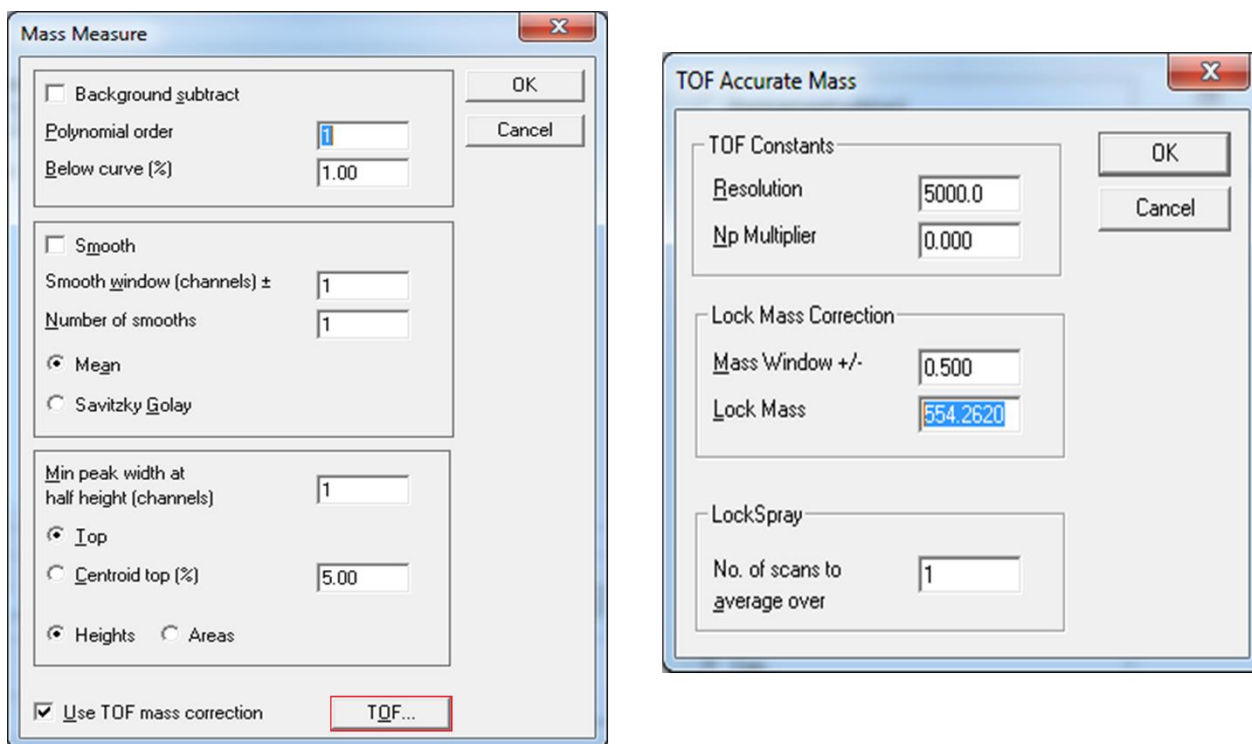 Mass Measure
Background subtract
Polynomial order 1
Below curve (%) 1.00
OK
Cancel
Smooth
Smooth window (channels) ± 1
Number of smooths 1
Mean
Savitzky Golay
Min peak width at
half height (channels) 1
Top
Centroid top (%) 5.00
Heights Areas
Use TOF mass correction TOF...
TOF Accurate Mass
TOF Constants
Resolution 5000.0
Np Multiplier 0.000
OK
Cancel
Lock Mass Correction
Mass Window +/- 0.500
Lock Mass 554.2620
LockSpray
No. of scans to
average over 1